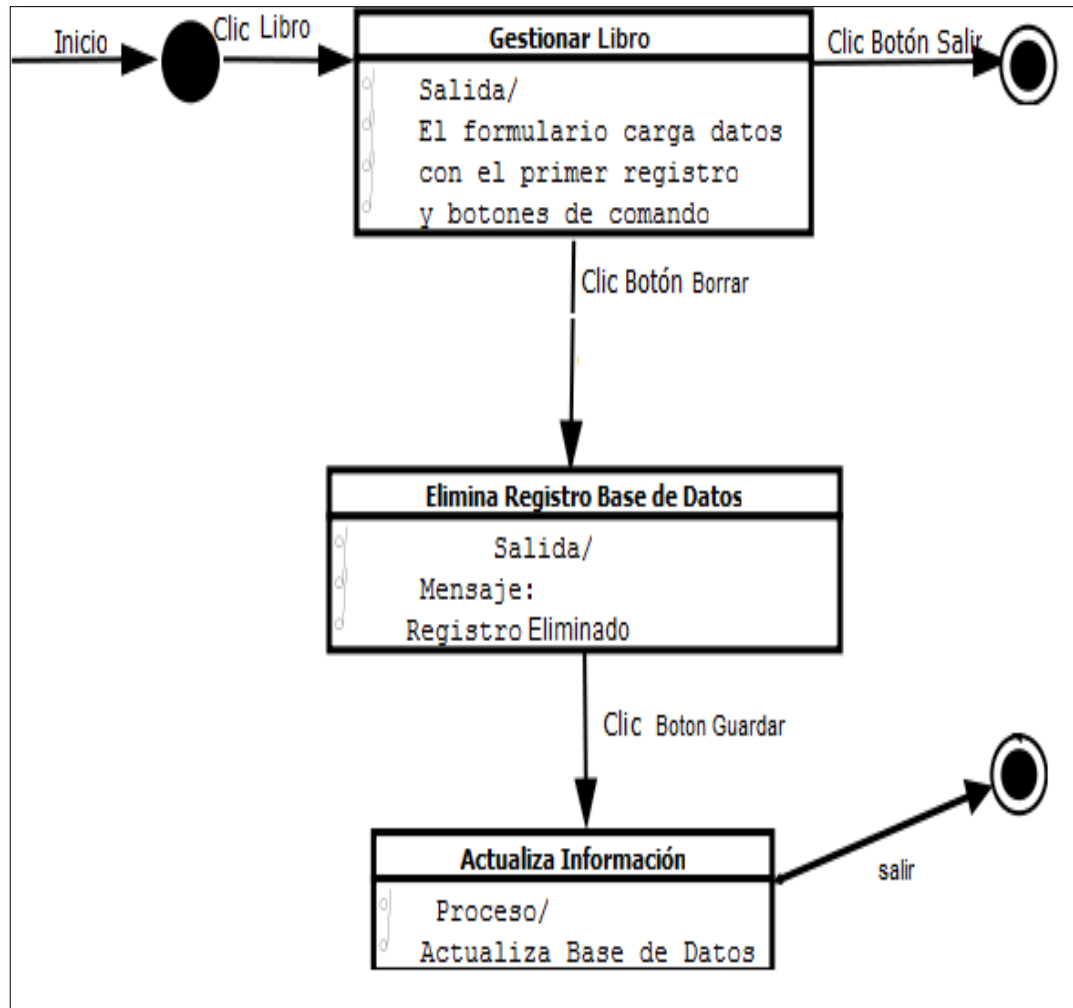 Inicio
Clic Libro
Gestionar Libro
Clic Botón Salir
Salida/
El formulario carga datos
con el primer registro
y botones de comando
Clic Botón Borrar
Elimina Registro Base de Datos
Salida/
Mensaje:
Registro Eliminado
Clic Boton Guardar
Actualiza Información
salir
Proceso/
Actualiza Base de Datos